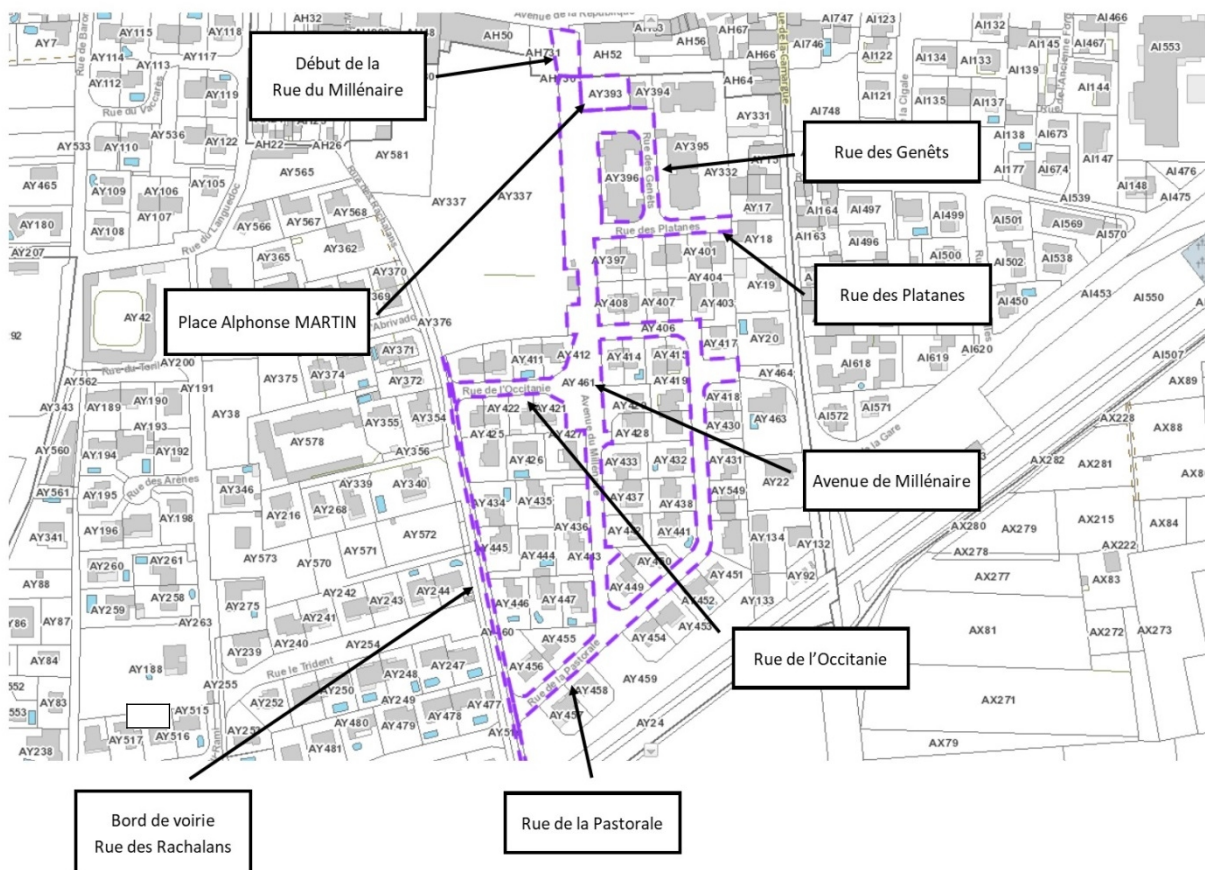 Début de la
Rue du Millénaire
Rue des Genêts
Place Alphonse MARTIN
Rue des Platanes
Avenue de Millénaire
Rue de l'Occitanie
Bord de voirie
Rue des Rachalans
Rue de la Pastorale
Avenue de la République
Rue du Languedoc
Rue des Genêts
Rue des Platanes
Rue de l'Occitanie
Avenue du Millénaire
Rue des Arènes
Rue le Trident
Rue de la Pastorale
AY7
AY115
AY118
AH32
AH50
AH52
AH56
AH67
AI747
AI123
AI132
AI145
AI466
AY114
AY113
AY117
AH731
AH66
AI746
AI122
AI134
AI133
AI467
AI553
AY112
AY119
AY393
AY394
AH64
AI121
AI139
AI144
AI135
AI137
AY536
AY122
AH22
AH26
AY581
AY331
AI748
AI138
AI673
AY533
AY110
AY395
AI147
AY465
AY109
AY106
AY105
AY565
AY396
AY332
AI177
AI674
AI148
AI476
AI475
AY180
AY107
AY108
AY567
AY568
AY337
AY337
AY17
AI164
AI497
AI499
AI539
AI501
AI569
AI570
AY207
AY566
AY362
AY18
AI163
AI496
AY365
AY397
AY401
AI500
AI502
AI538
AY370
AY404
AY19
AI453
AI550
92
AY42
AY408
AY407
AY403
AI450
AY376
AY406
AY371
AY417
AY20
AI620
AI507
AY200
AY411
AY412
AY414
AY415
AI618
AI619
AY562
AY191
AY375
AY374
AY372
AY461
AY419
AY464
AX89
AY343
AY189
AY190
AY38
AY354
AY355
AY422
AY421
AY418
AY463
AI572
AI571
AX228
AX88
AY193
AY578
AY425
AY427
AY428
AY430
AY560
AY194
AY192
AY356
AY426
AY433
AY432
AY431
AX282
AX281
AY561
AY195
AY346
AY339
AY340
AY434
AY435
AY437
AY438
AY549
AY22
AY198
AY216
AY268
AX215
AX84
AY341
AY196
AY572
AY436
AY441
AX280
AX279
AY573
AY571
AY445
AY444
AY443
AY134
AY132
AX222
AX278
AY260
AY261
AY570
AY449
AY451
AY92
AX277
AX83
AY88
AY258
AY242
AY244
AY446
AY447
AY452
AY133
AY259
AY275
AY243
AY86
AY87
AY263
AY241
AY453
AX81
AX272
AX273
AY240
AY455
AY454
AY239
AY254
AY84
AY188
AY456
AY459
AY247
AY255
AY248
AY458
AX271
AY250
AY83
AY515
AY252
AY249
AY477
AY457
AY24
AY478
AY480
AY479
AY517
AY516
AY238
AY481
AX79